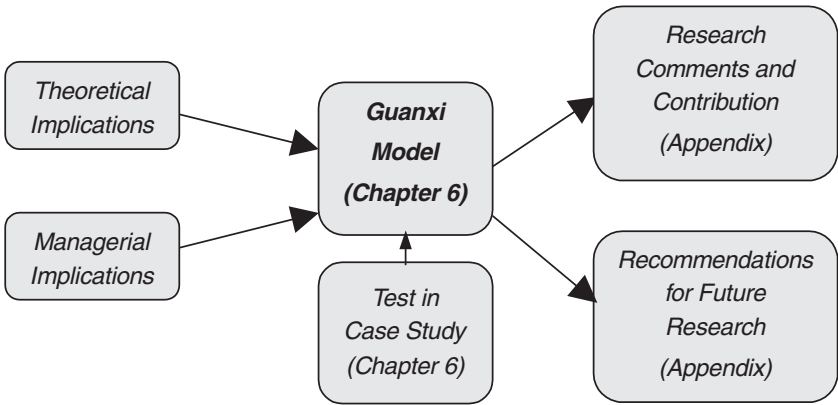 Theoretical
Implications
Managerial
Implications
Guanxi
Model
(Chapter 6)
Test in
Case Study
(Chapter 6)
Research
Comments and
Contribution
(Appendix)
Recommendations
for Future
Research
(Appendix)